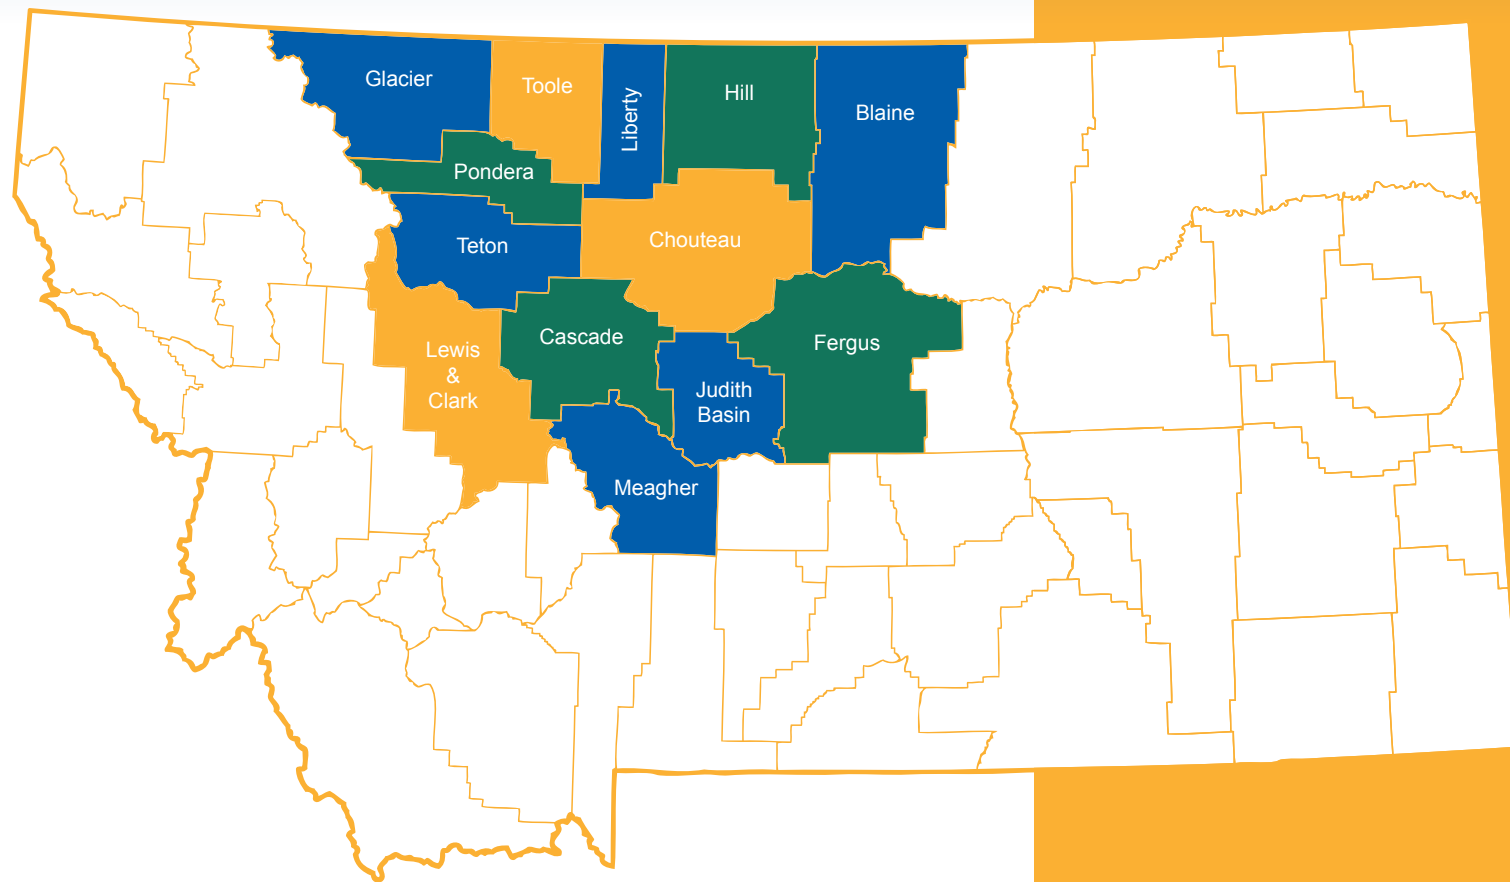 Glacier
Toole
Liberty
Hill
Blaine
Pondera
Teton
Chouteau
Cascade
Fergus
Lewis
&
Clark
Judith
Basin
Meagher